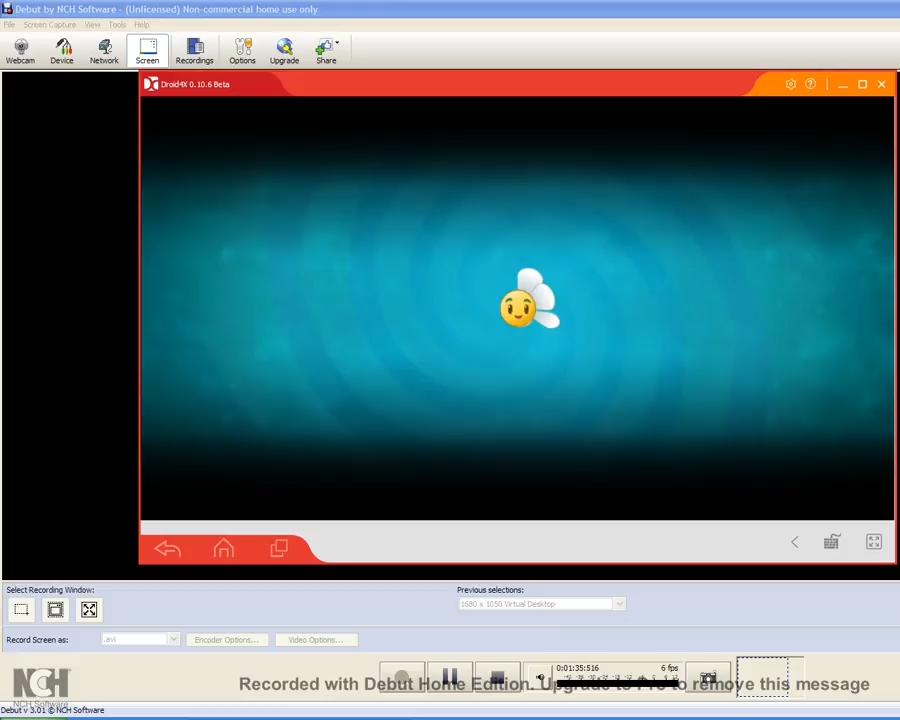 Debut by NCH Software - (Unlicensed) Non-commercial home use only
File Screen Capture View Tools Help
Webcam Device Network Screen Recordings Options Upgrade Share
Droid4X 0.10.6 Beta
Select Recording Window:
Previous selections:
1680 x 1050 Virtual Desktop
Record Screen as: .avi Encoder Options... Video Options...
0:01:35:516 6 fps
Recorded with Debut Home Edition. Upgrade to Pro to remove this message
NCH
NCH Software
Debut v 3.01 © NCH Software